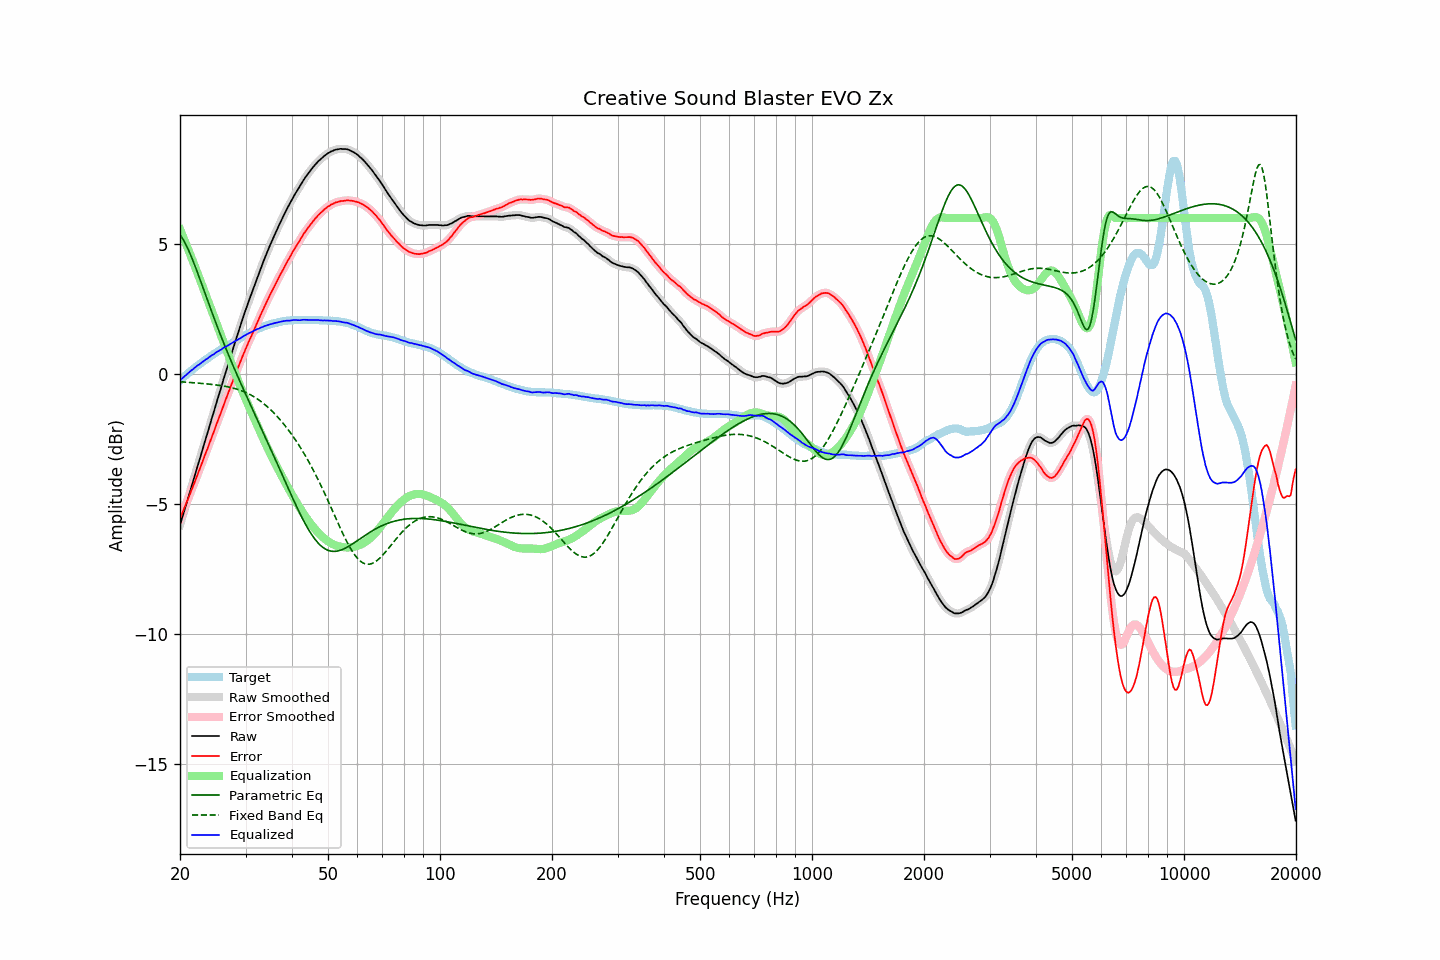 Creative Sound Blaster EVO Zx
Amplitude (dBr)
5
0
−5
−10
−15
Target
Raw Smoothed
Error Smoothed
Raw
Error
Equalization
Parametric Eq
Fixed Band Eq
Equalized
20 50 100 200 500 1000 2000 5000 10000 20000
Frequency (Hz)